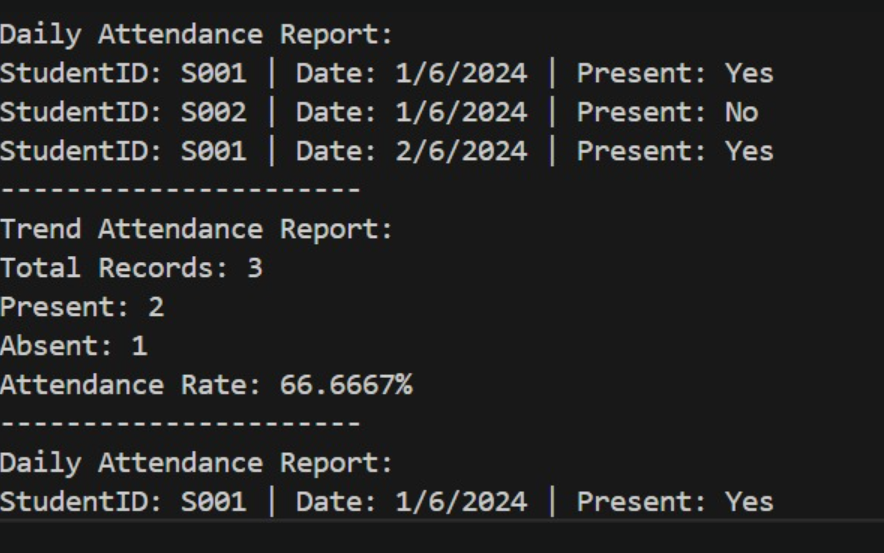 Daily Attendance Report:
StudentID: S001 | Date: 1/6/2024 | Present: Yes
StudentID: S002 | Date: 1/6/2024 | Present: No
StudentID: S001 | Date: 2/6/2024 | Present: Yes
----------------------
Trend Attendance Report:
Total Records: 3
Present: 2
Absent: 1
Attendance Rate: 66.6667%
----------------------
Daily Attendance Report:
StudentID: S001 | Date: 1/6/2024 | Present: Yes